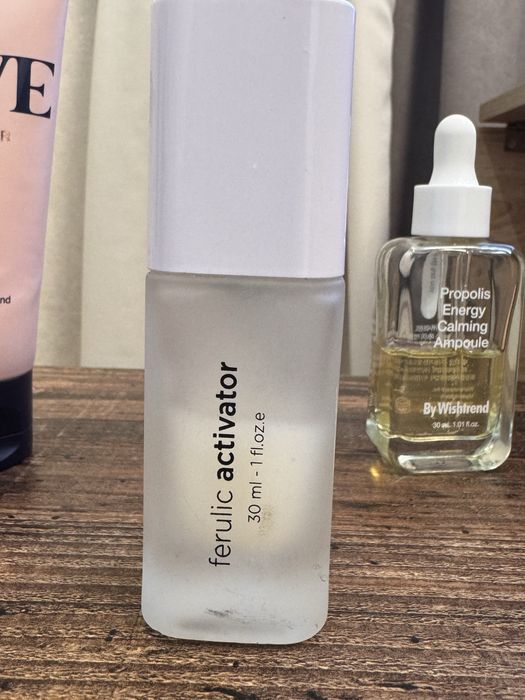 VE
R
nd
ferulic activator
30 ml - 1 fl.oz.e
Propolis
Energy
Calming
Ampoule
By Wishtrend
30 ml. 1.01 fl.oz.